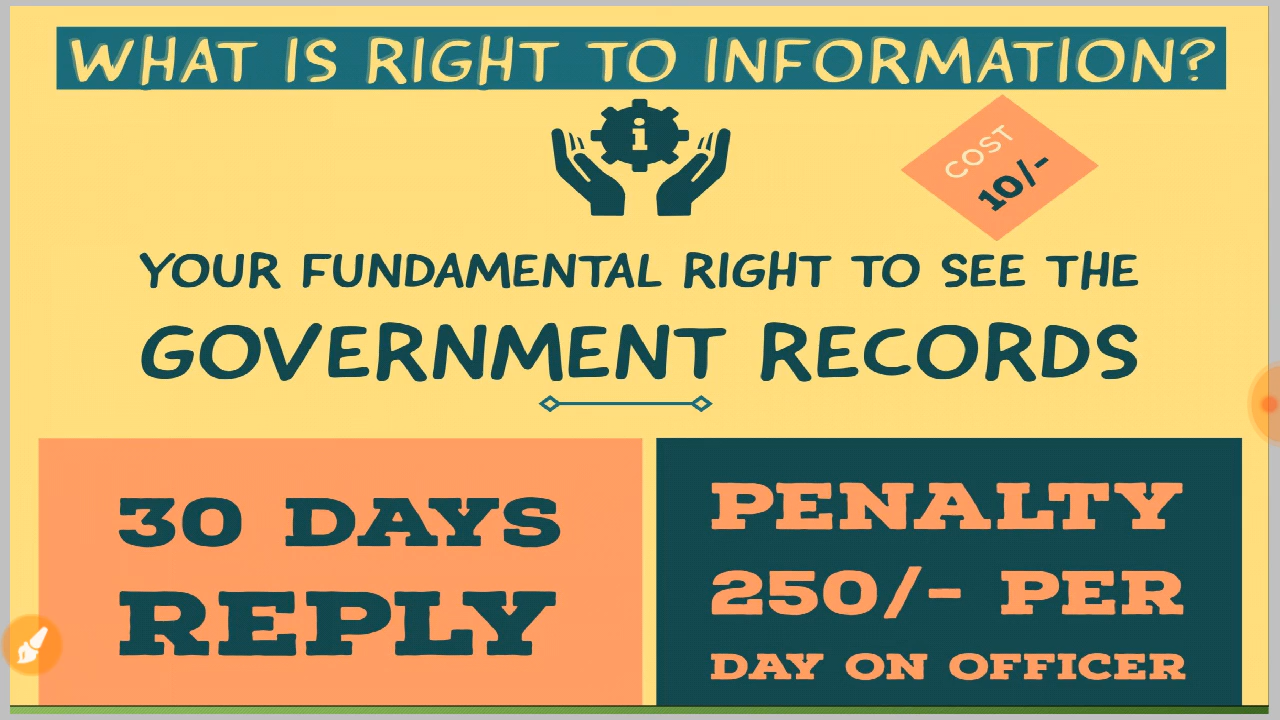 WHAT IS RIGHT TO INFORMATION?
i
COST
10/-
YOUR FUNDAMENTAL RIGHT TO SEE THE
GOVERNMENT RECORDS
30 DAYS
REPLY
PENALTY
250/- PER
DAY ON OFFICER